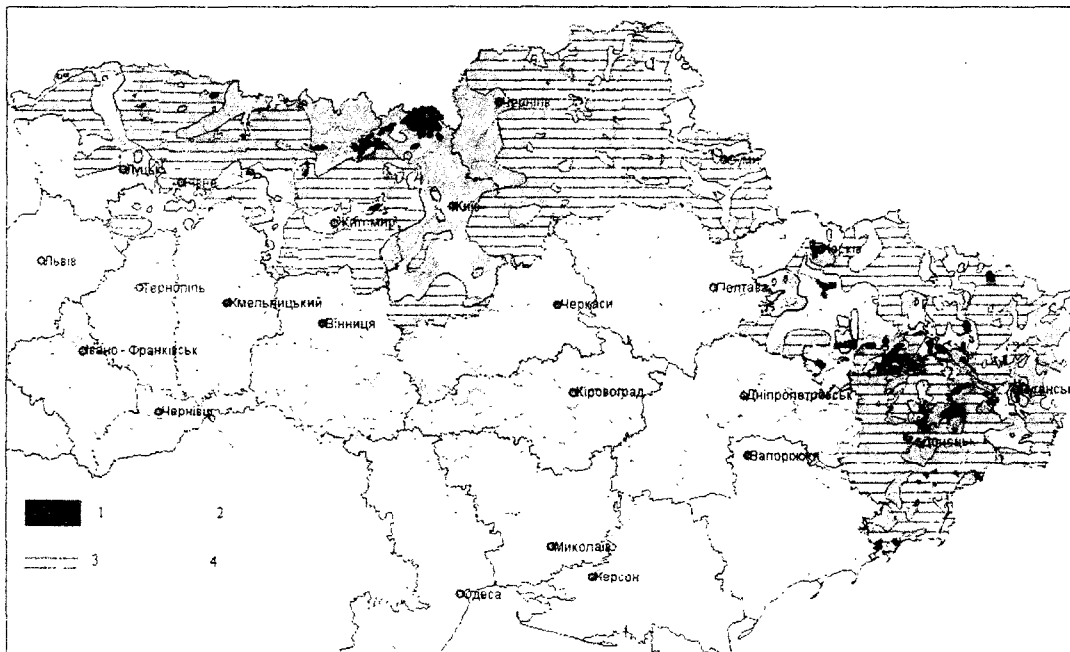 Чернігів
Суми
Луцьк
Рівне
Київ
Житомир
Харків
Львів
Тернопіль
Хмельницький
Вінниця
Черкаси
Полтава
Івано - Франківськ
Чернівці
Кіровоград
Дніпропетровськ
Луганськ
Донецьк
Запоріжжя
Миколаїв
Херсон
Одеса
1 2
3 4